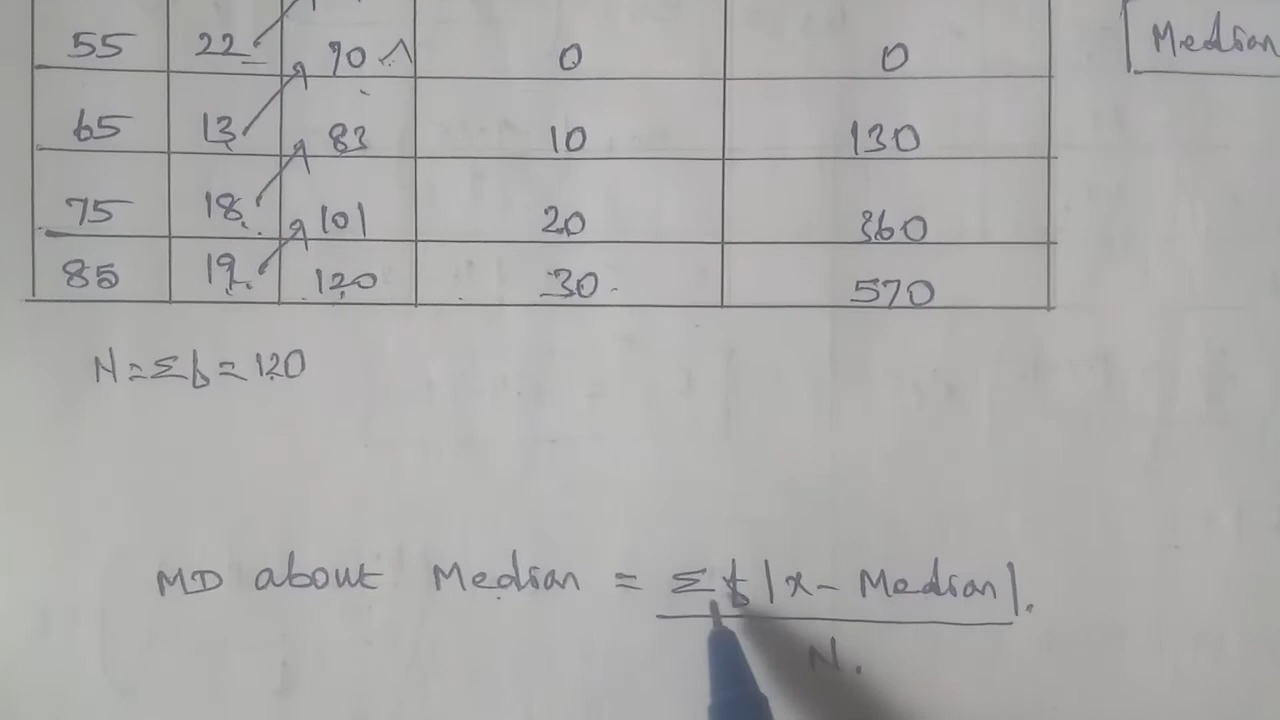 55 22 70 0 0
Median
65 13 83 10 130
75 18 101 20 360
85 19 120 30 570
N=Σf=120
MD about Median = Σf|x-Median|.
N.